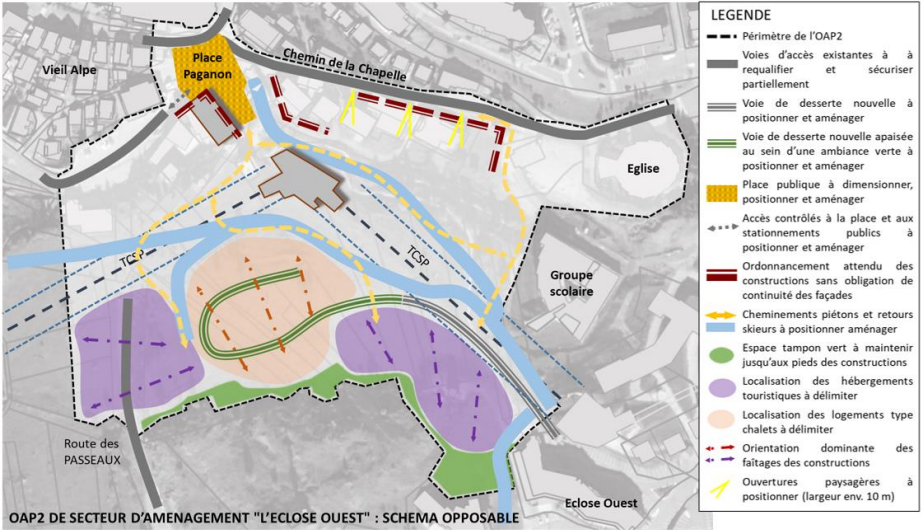 Vieil Alpe
Place
Paganon
Chemin de la Chapelle
Eglise
TCSP
TCSP
Groupe
scolaire
Route des
PASSEAUX
Eclose Ouest
OAP2 DE SECTEUR D'AMENAGEMENT "L'ECLOSE OUEST" : SCHEMA OPPOSABLE
LEGENDE
Périmètre de l'OAP2
Voies d'accès existantes à à
requalifier et sécuriser
partiellement
Voie de desserte nouvelle à
positionner et aménager
Voie de desserte nouvelle apaisée
au sein d'une ambiance verte à
positionner et aménager
Place publique à dimensionner,
positionner et aménager
Accès contrôlés à la place et aux
stationnements publics à
positionner et aménager
Ordonnancement attendu des
constructions sans obligation de
continuité des façades
Cheminements piétons et retours
skieurs à positionner aménager
Espace tampon vert à maintenir
jusqu'aux pieds des constructions
Localisation des hébergements
touristiques à délimiter
Localisation des logements type
chalets à délimiter
Orientation dominante des
faîtages des constructions
Ouvertures paysagères à
positionner (largeur env. 10 m)